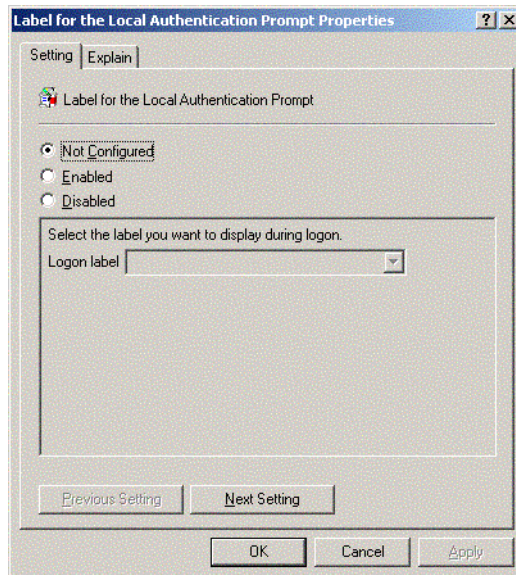 Label for the Local Authentication Prompt Properties
Setting
Explain
Label for the Local Authentication Prompt
Not Configured
Enabled
Disabled
Select the label you want to display during logon.
Logon label
Previous Setting
Next Setting
OK
Cancel
Apply